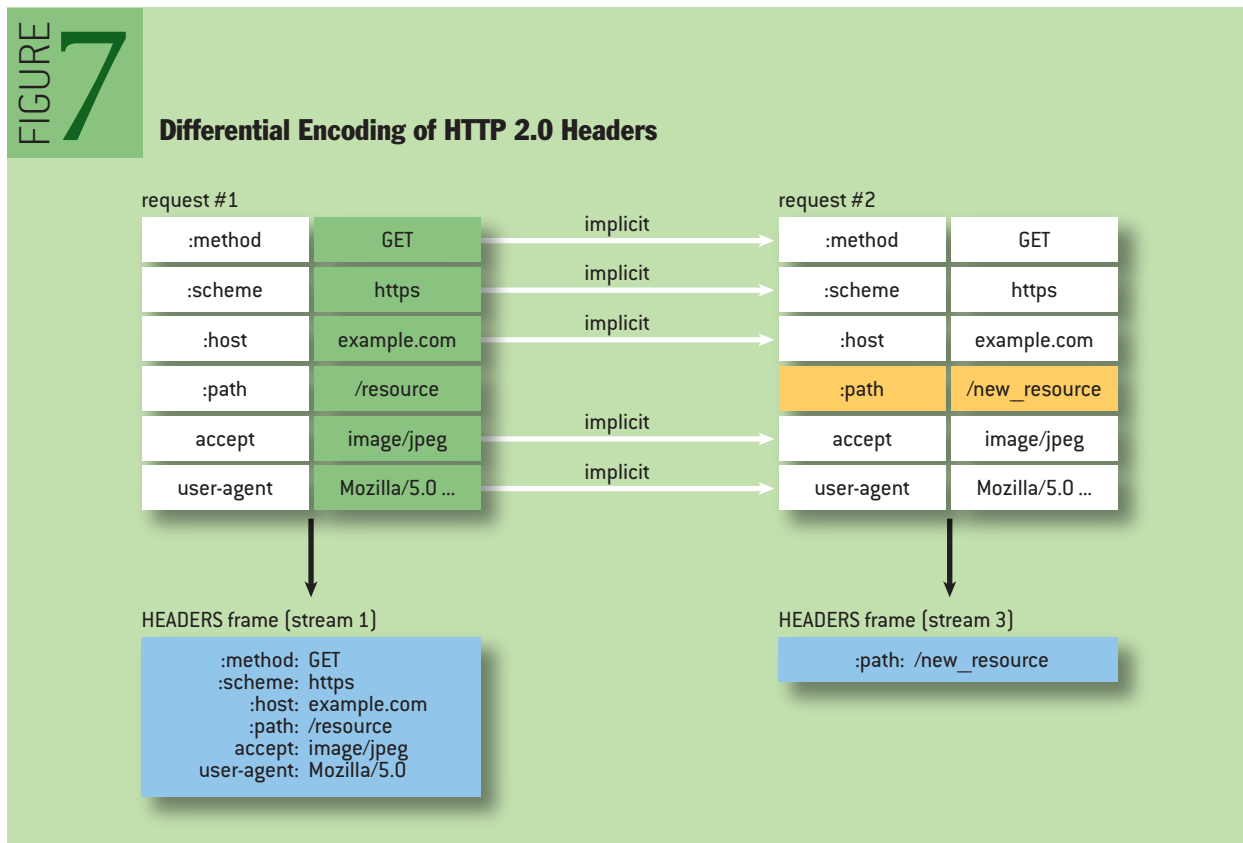 FIGURE 7
Differential Encoding of HTTP 2.0 Headers
request #1
:method GET
:scheme https
:host example.com
:path /resource
accept image/jpeg
user-agent Mozilla/5.0 ...
implicit
implicit
implicit
implicit
implicit
request #2
:method GET
:scheme https
:host example.com
:path /new_resource
accept image/jpeg
user-agent Mozilla/5.0 ...
HEADERS frame (stream 1)
:method: GET
:scheme: https
:host: example.com
:path: /resource
accept: image/jpeg
user-agent: Mozilla/5.0
HEADERS frame (stream 3)
:path: /new_resource